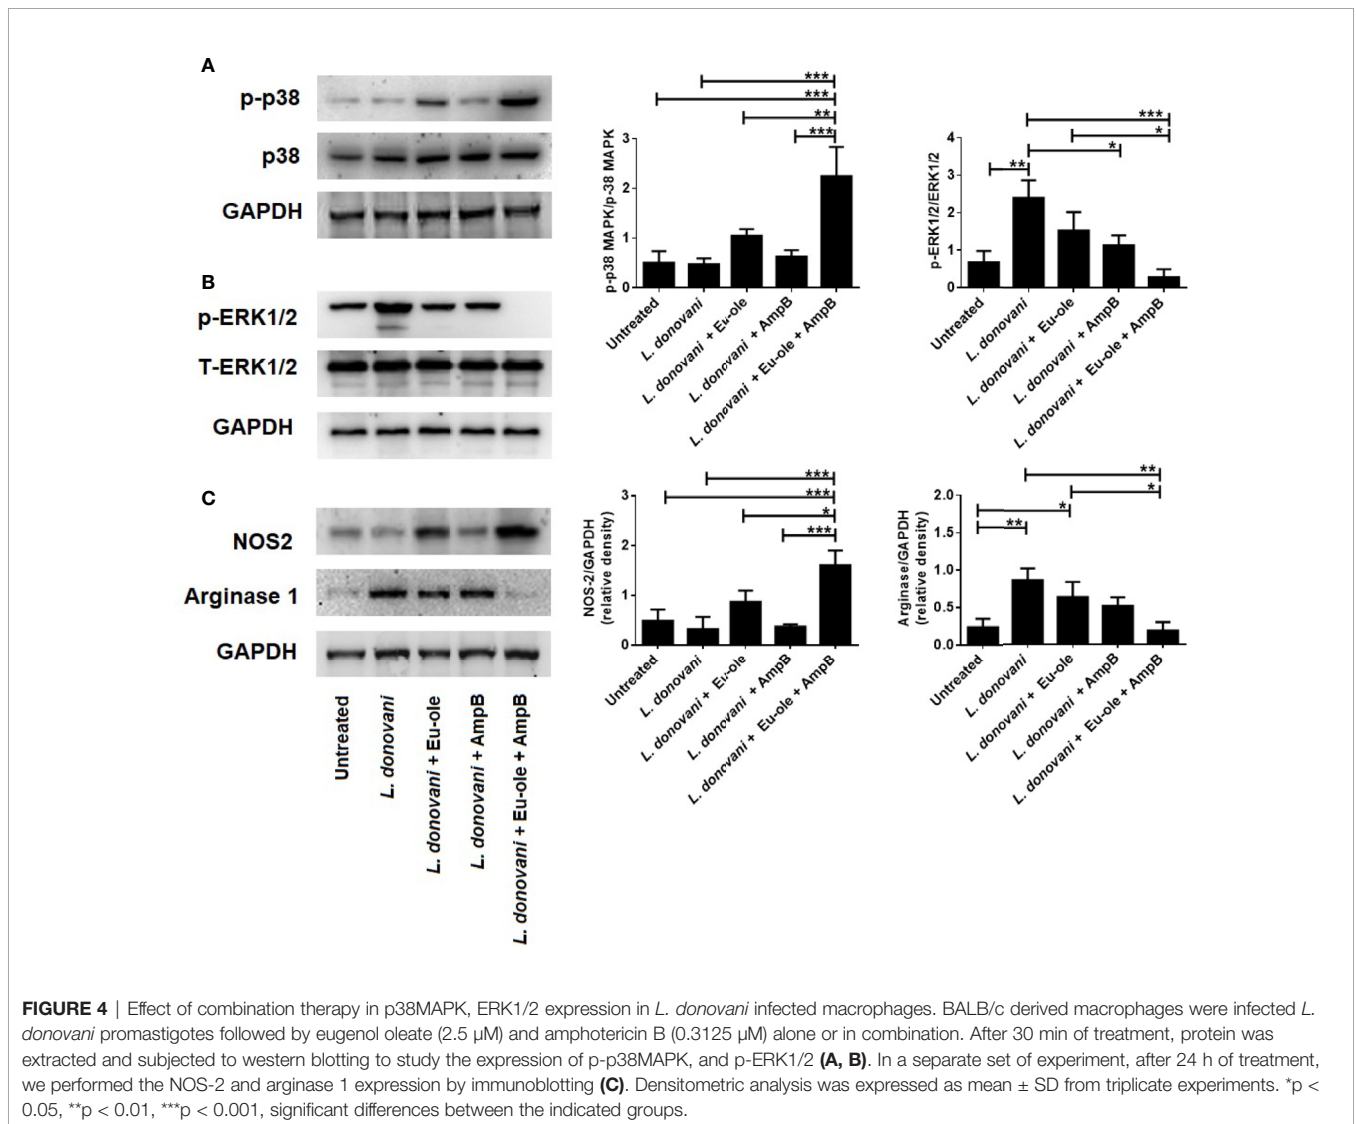 A
p-p38
p38
GAPDH
B
p-ERK1/2
T-ERK1/2
GAPDH
C
NOS2
Arginase 1
GAPDH
Untreated
L. donovani
L. donovani + Eu-ole
L. donovani + AmpB
L. donovani + Eu-ole + AmpB
p-p38 MAPK/p-38 MAPK
3
2
1
0
***
***
**
***
Untreated
L. donovani
L. donovani + Eu-ole
L. donovani + AmpB
L. donovani + Eu-ole + AmpB
p-ERK1/2/ERK1/2
4
3
2
1
0
***
*
*
**
Untreated
L. donovani
L. donovani + Eu-ole
L. donovani + AmpB
L. donovani + Eu-ole + AmpB
NOS-2/GAPDH
(relative density)
3
2
1
0
***
***
*
***
Untreated
L. donovani
L. donovani + Eu-ole
L. donovani + AmpB
L. donovani + Eu-ole + AmpB
Arginase/GAPDH
(relative density)
2.0
1.5
1.0
0.5
0.0
**
*
*
**
Untreated
L. donovani
L. donovani + Eu-ole
L. donovani + AmpB
L. donovani + Eu-ole + AmpB
FIGURE 4 | Effect of combination therapy in p38MAPK, ERK1/2 expression in L. donovani infected macrophages. BALB/c derived macrophages were infected L.
donovani promastigotes followed by eugenol oleate (2.5 µM) and amphotericin B (0.3125 µM) alone or in combination. After 30 min of treatment, protein was
extracted and subjected to western blotting to study the expression of p-p38MAPK, and p-ERK1/2 (A, B). In a separate set of experiment, after 24 h of treatment,
we performed the NOS-2 and arginase 1 expression by immunoblotting (C). Densitometric analysis was expressed as mean ± SD from triplicate experiments. *p <
0.05, **p < 0.01, ***p < 0.001, significant differences between the indicated groups.